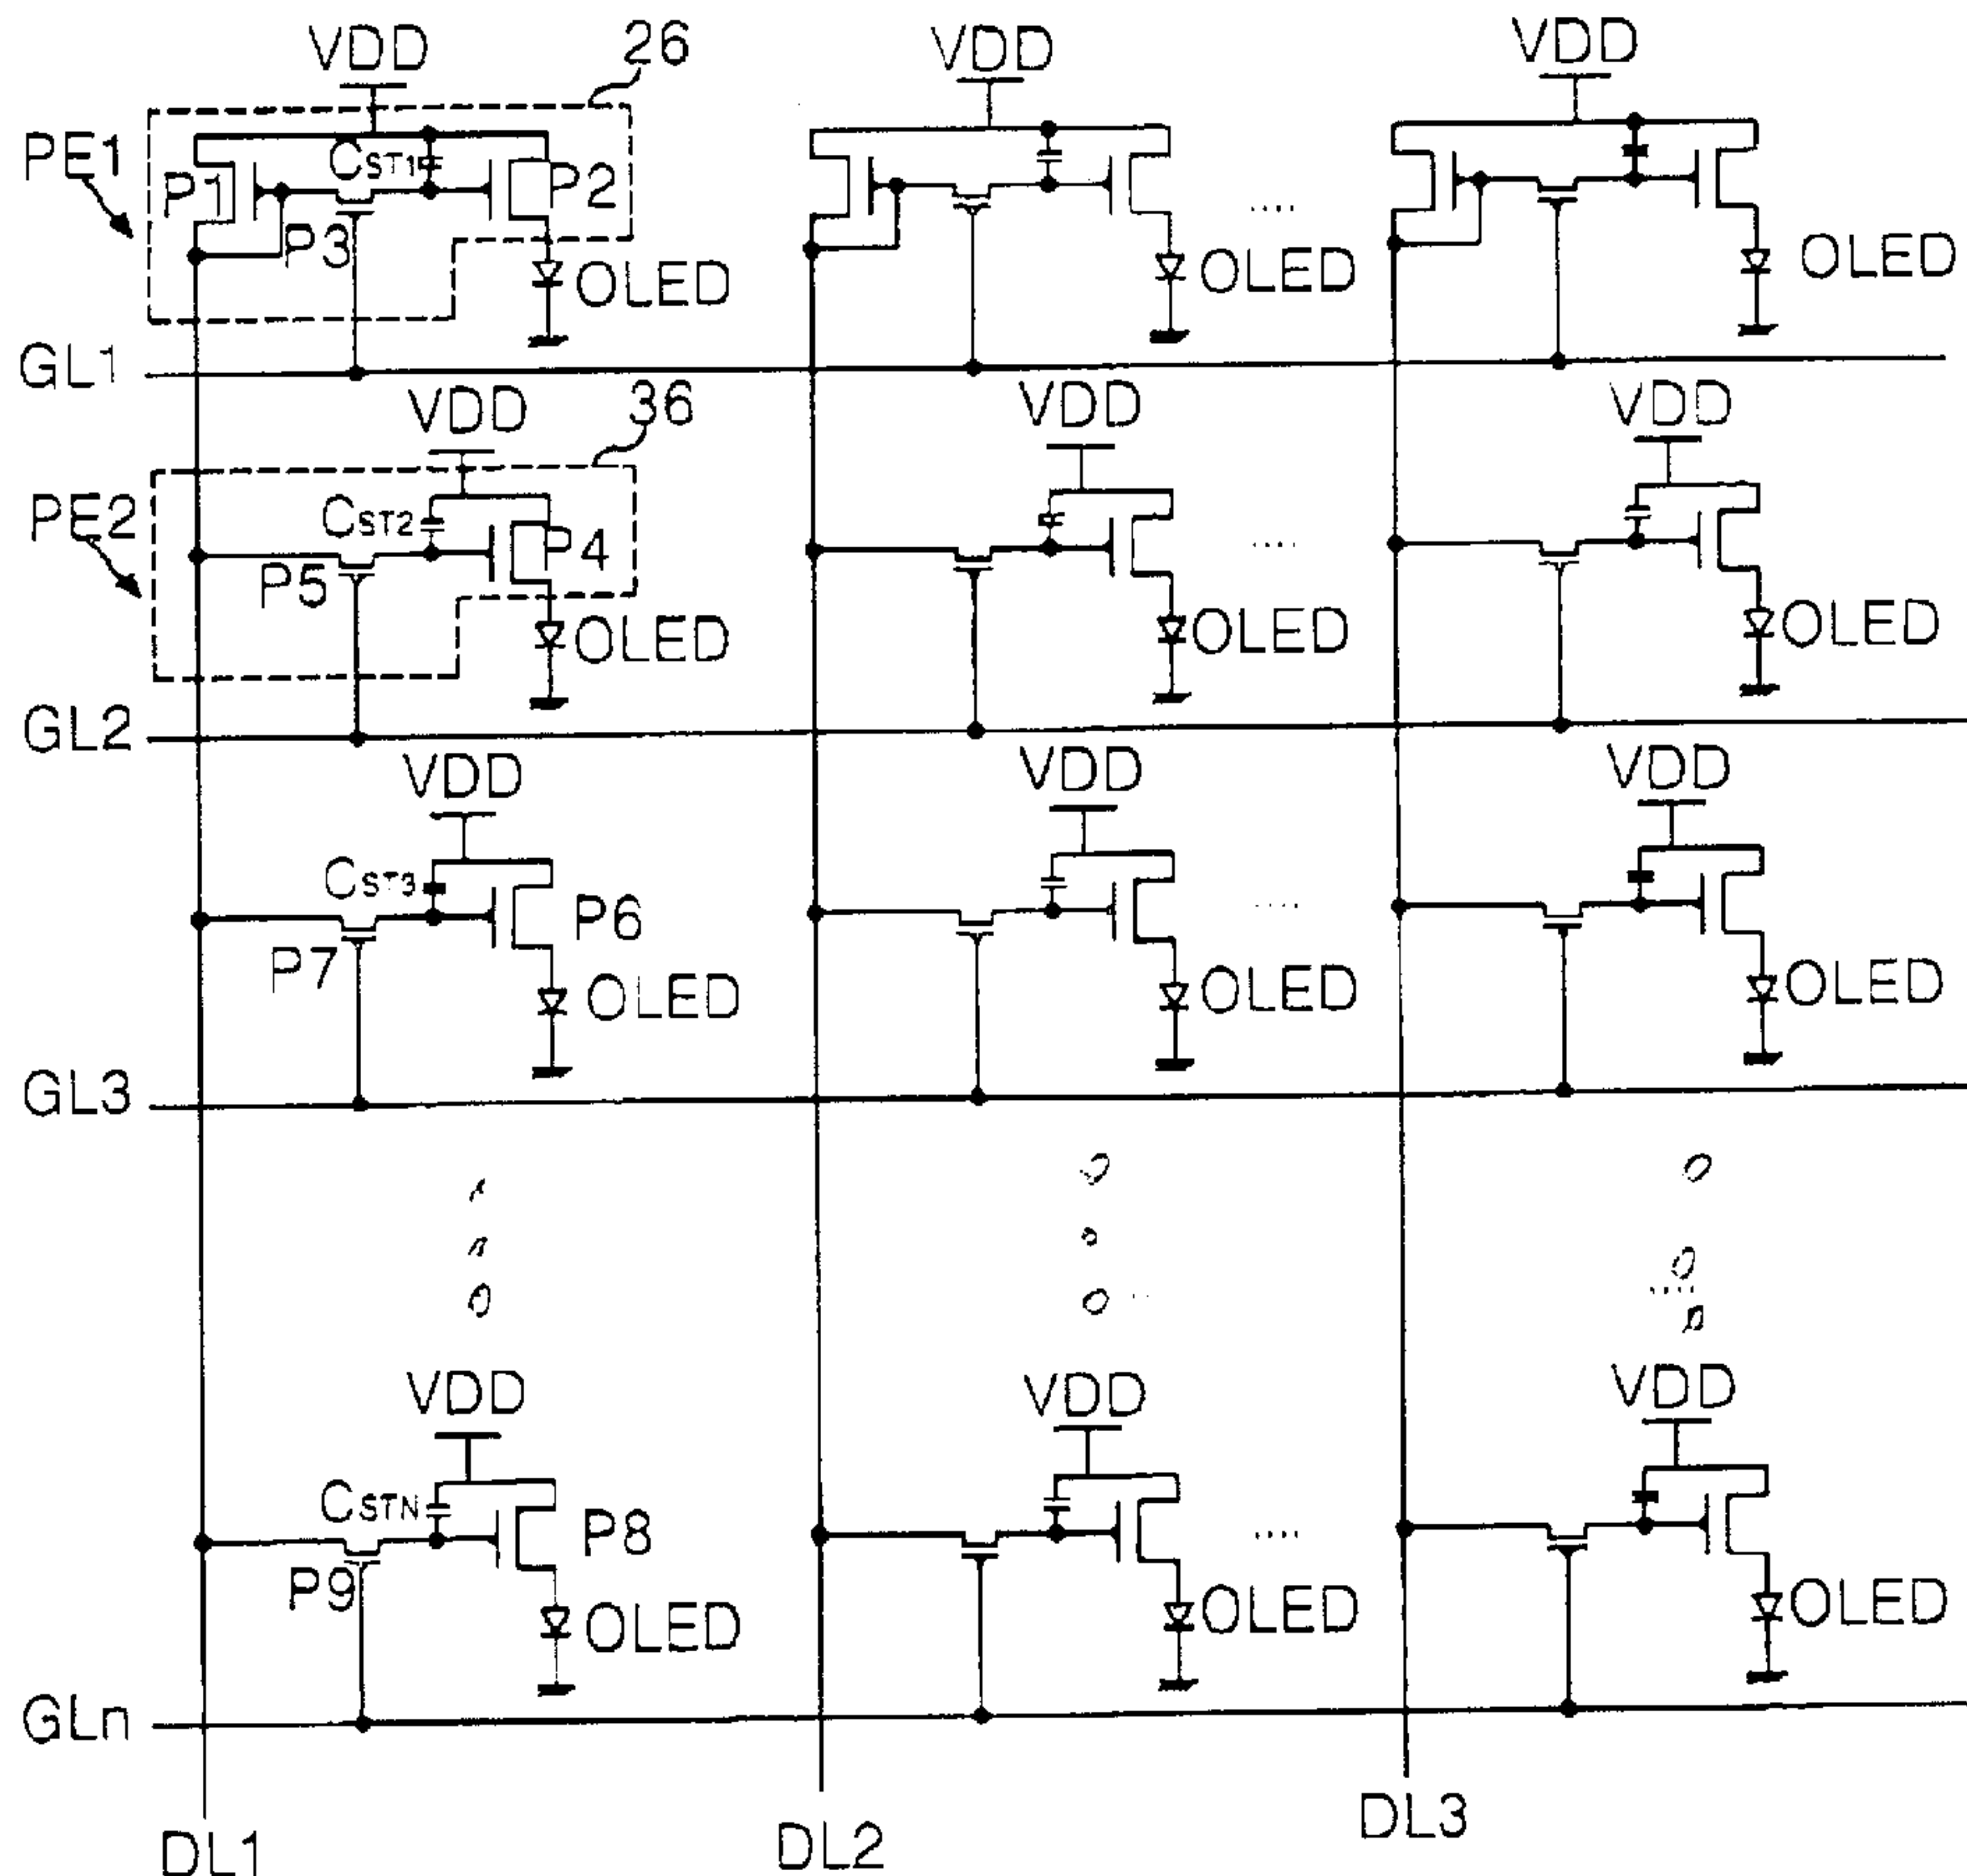 VDD 26 VDD VDD
PE1 P1 CST1 P2
P3 OLED .... OLED OLED
GL1
VDD 36 VDD VDD
PE2 CST2 P4 ....
P5 OLED OLED OLED
GL2
VDD VDD VDD
CST3 P6 ....
P7 OLED OLED OLED
GL3
VDD VDD VDD
CSTN P8 ....
P9 OLED OLED OLED
GLn
DL1 DL2 DL3